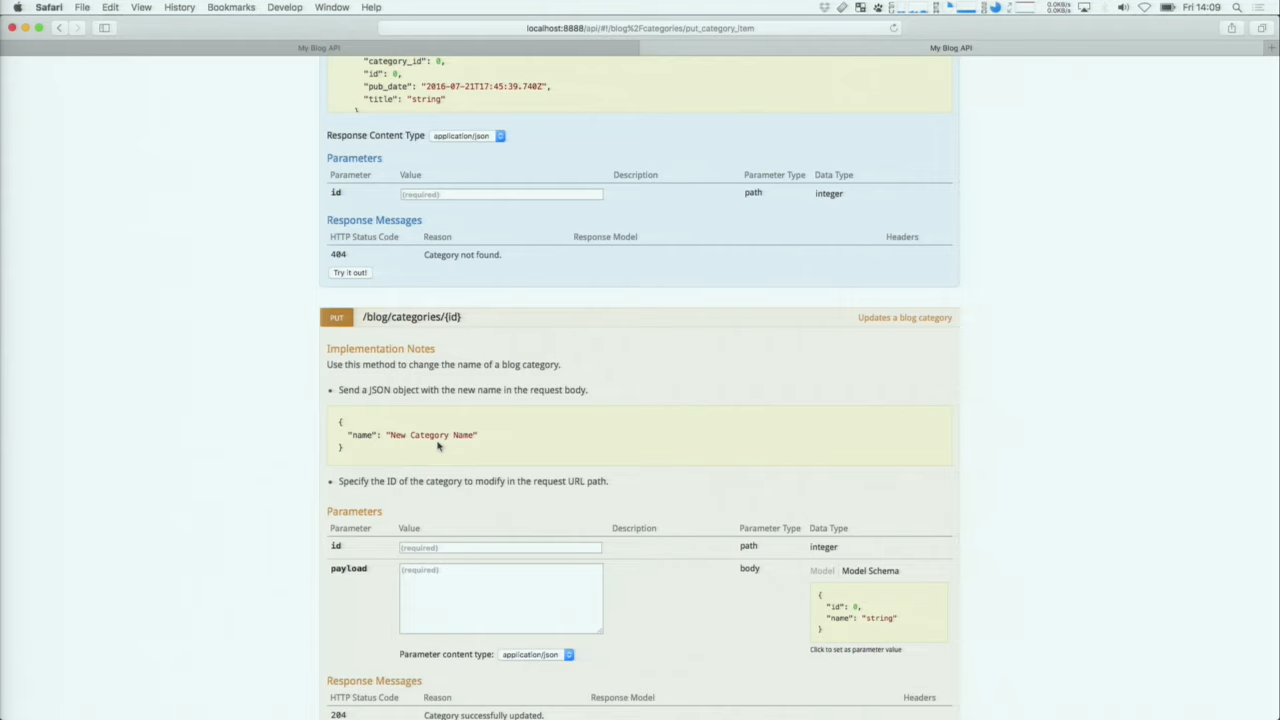 Safari File Edit View History Bookmarks Develop Window Help
0.0KB/s
0.0KB/s
Fri 14:09
localhost:8888/api/#!/blog%2Fcategories/put_category_item
My Blog API My Blog API
"category_id": 0,
"id": 0,
"pub_date": "2016-07-21T17:45:39.740Z",
"title": "string"
}
Response Content Type application/json
Parameters
Parameter Value Description Parameter Type Data Type
id (required) path integer
Response Messages
HTTP Status Code Reason Response Model Headers
404 Category not found.
Try it out!
PUT /blog/categories/{id} Updates a blog category
Implementation Notes
Use this method to change the name of a blog category.
• Send a JSON object with the new name in the request body.
{
"name": "New Category Name"
}
• Specify the ID of the category to modify in the request URL path.
Parameters
Parameter Value Description Parameter Type Data Type
id (required) path integer
payload (required) body Model Model Schema
{
"id": 0,
"name": "string"
}
Click to set as parameter value
Parameter content type: application/json
Response Messages
HTTP Status Code Reason Response Model Headers
204 Category successfully updated.